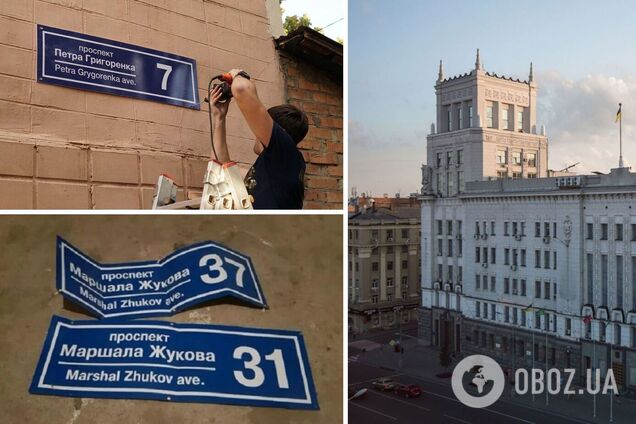 проспект
Петра Григоренка
Petra Grygorenka ave.
7
проспект
Маршала Жукова
Marshal Zhukov ave.
37
проспект
Маршала Жукова
Marshal Zhukov ave.
31
OBOZ.UA